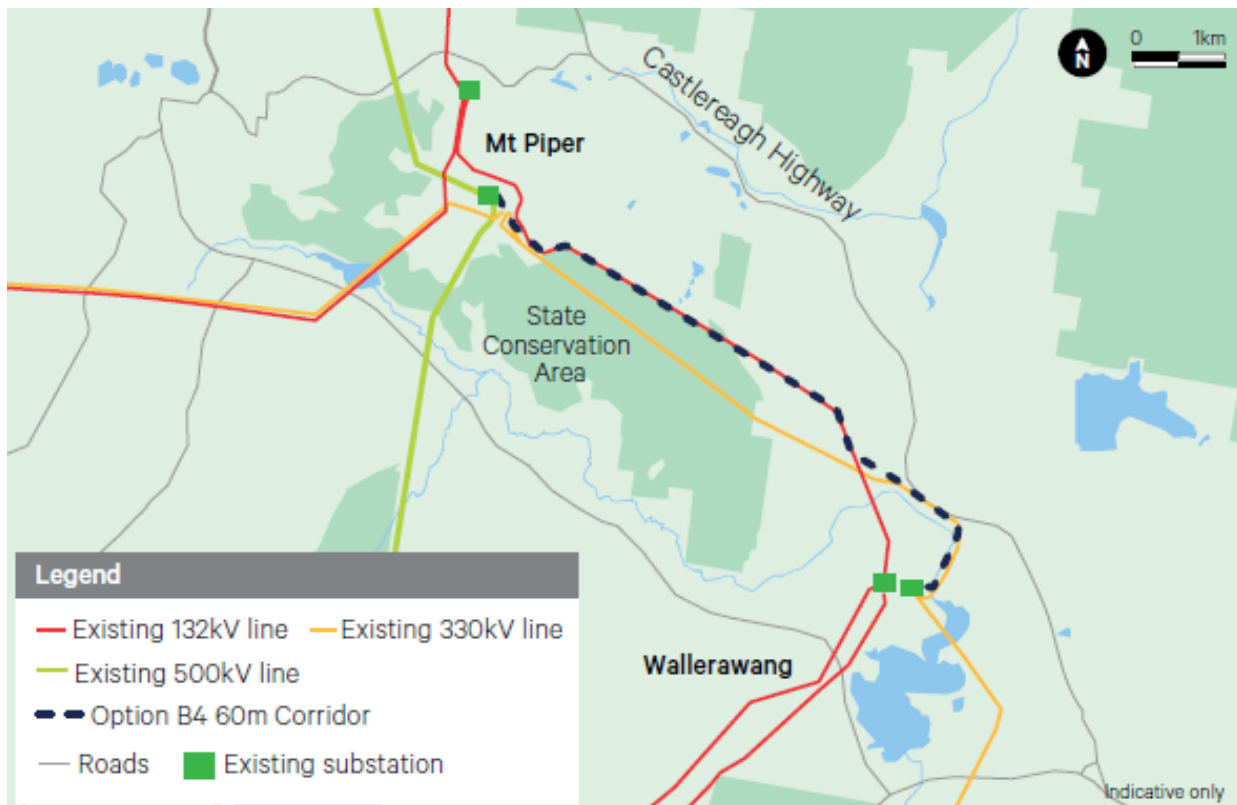 0 1km
N
Castlereagh Highway
Mt Piper
State
Conservation
Area
Wallerawang
Legend
Existing 132kV line Existing 330kV line
Existing 500kV line
Option B4 60m Corridor
Roads Existing substation
Indicative only